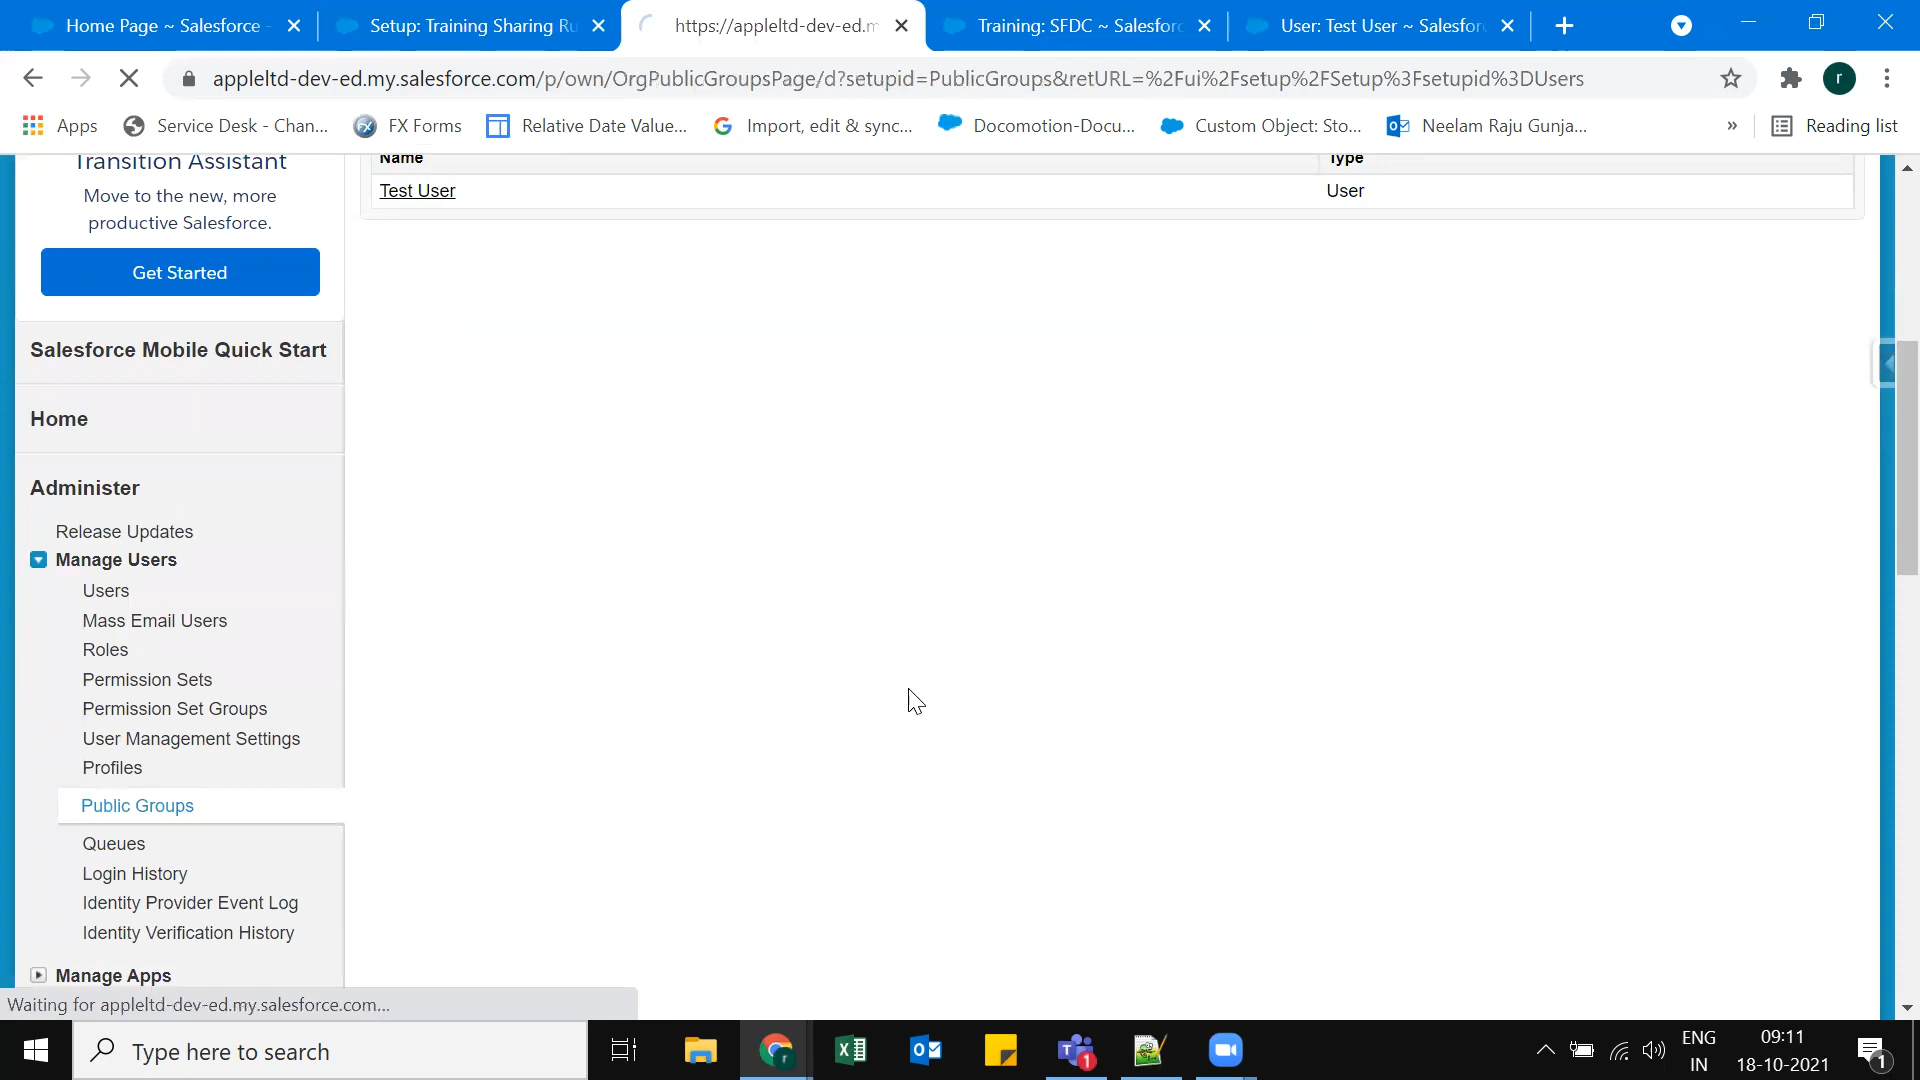 Home Page ~ Salesforce -
Setup: Training Sharing Ru
https://appleltd-dev-ed.m
Training: SFDC ~ Salesforc
User: Test User ~ Salesfor
appleltd-dev-ed.my.salesforce.com/p/own/OrgPublicGroupsPage/d?setupid=PublicGroups&retURL=%2Fui%2Fsetup%2FSetup%3Fsetupid%3DUsers
r
Apps
Service Desk - Chan...
FX Forms
Relative Date Value...
Import, edit & sync...
Docomotion-Docu...
Custom Object: Sto...
Neelam Raju Gunja...
»
Reading list
Transition Assistant
Move to the new, more
productive Salesforce.
Get Started
Name
Type
Test User
User
Salesforce Mobile Quick Start
Home
Administer
Release Updates
Manage Users
Users
Mass Email Users
Roles
Permission Sets
Permission Set Groups
User Management Settings
Profiles
Public Groups
Queues
Login History
Identity Provider Event Log
Identity Verification History
Manage Apps
Waiting for appleltd-dev-ed.my.salesforce.com...
Type here to search
1
ENG
IN
09:11
18-10-2021
1